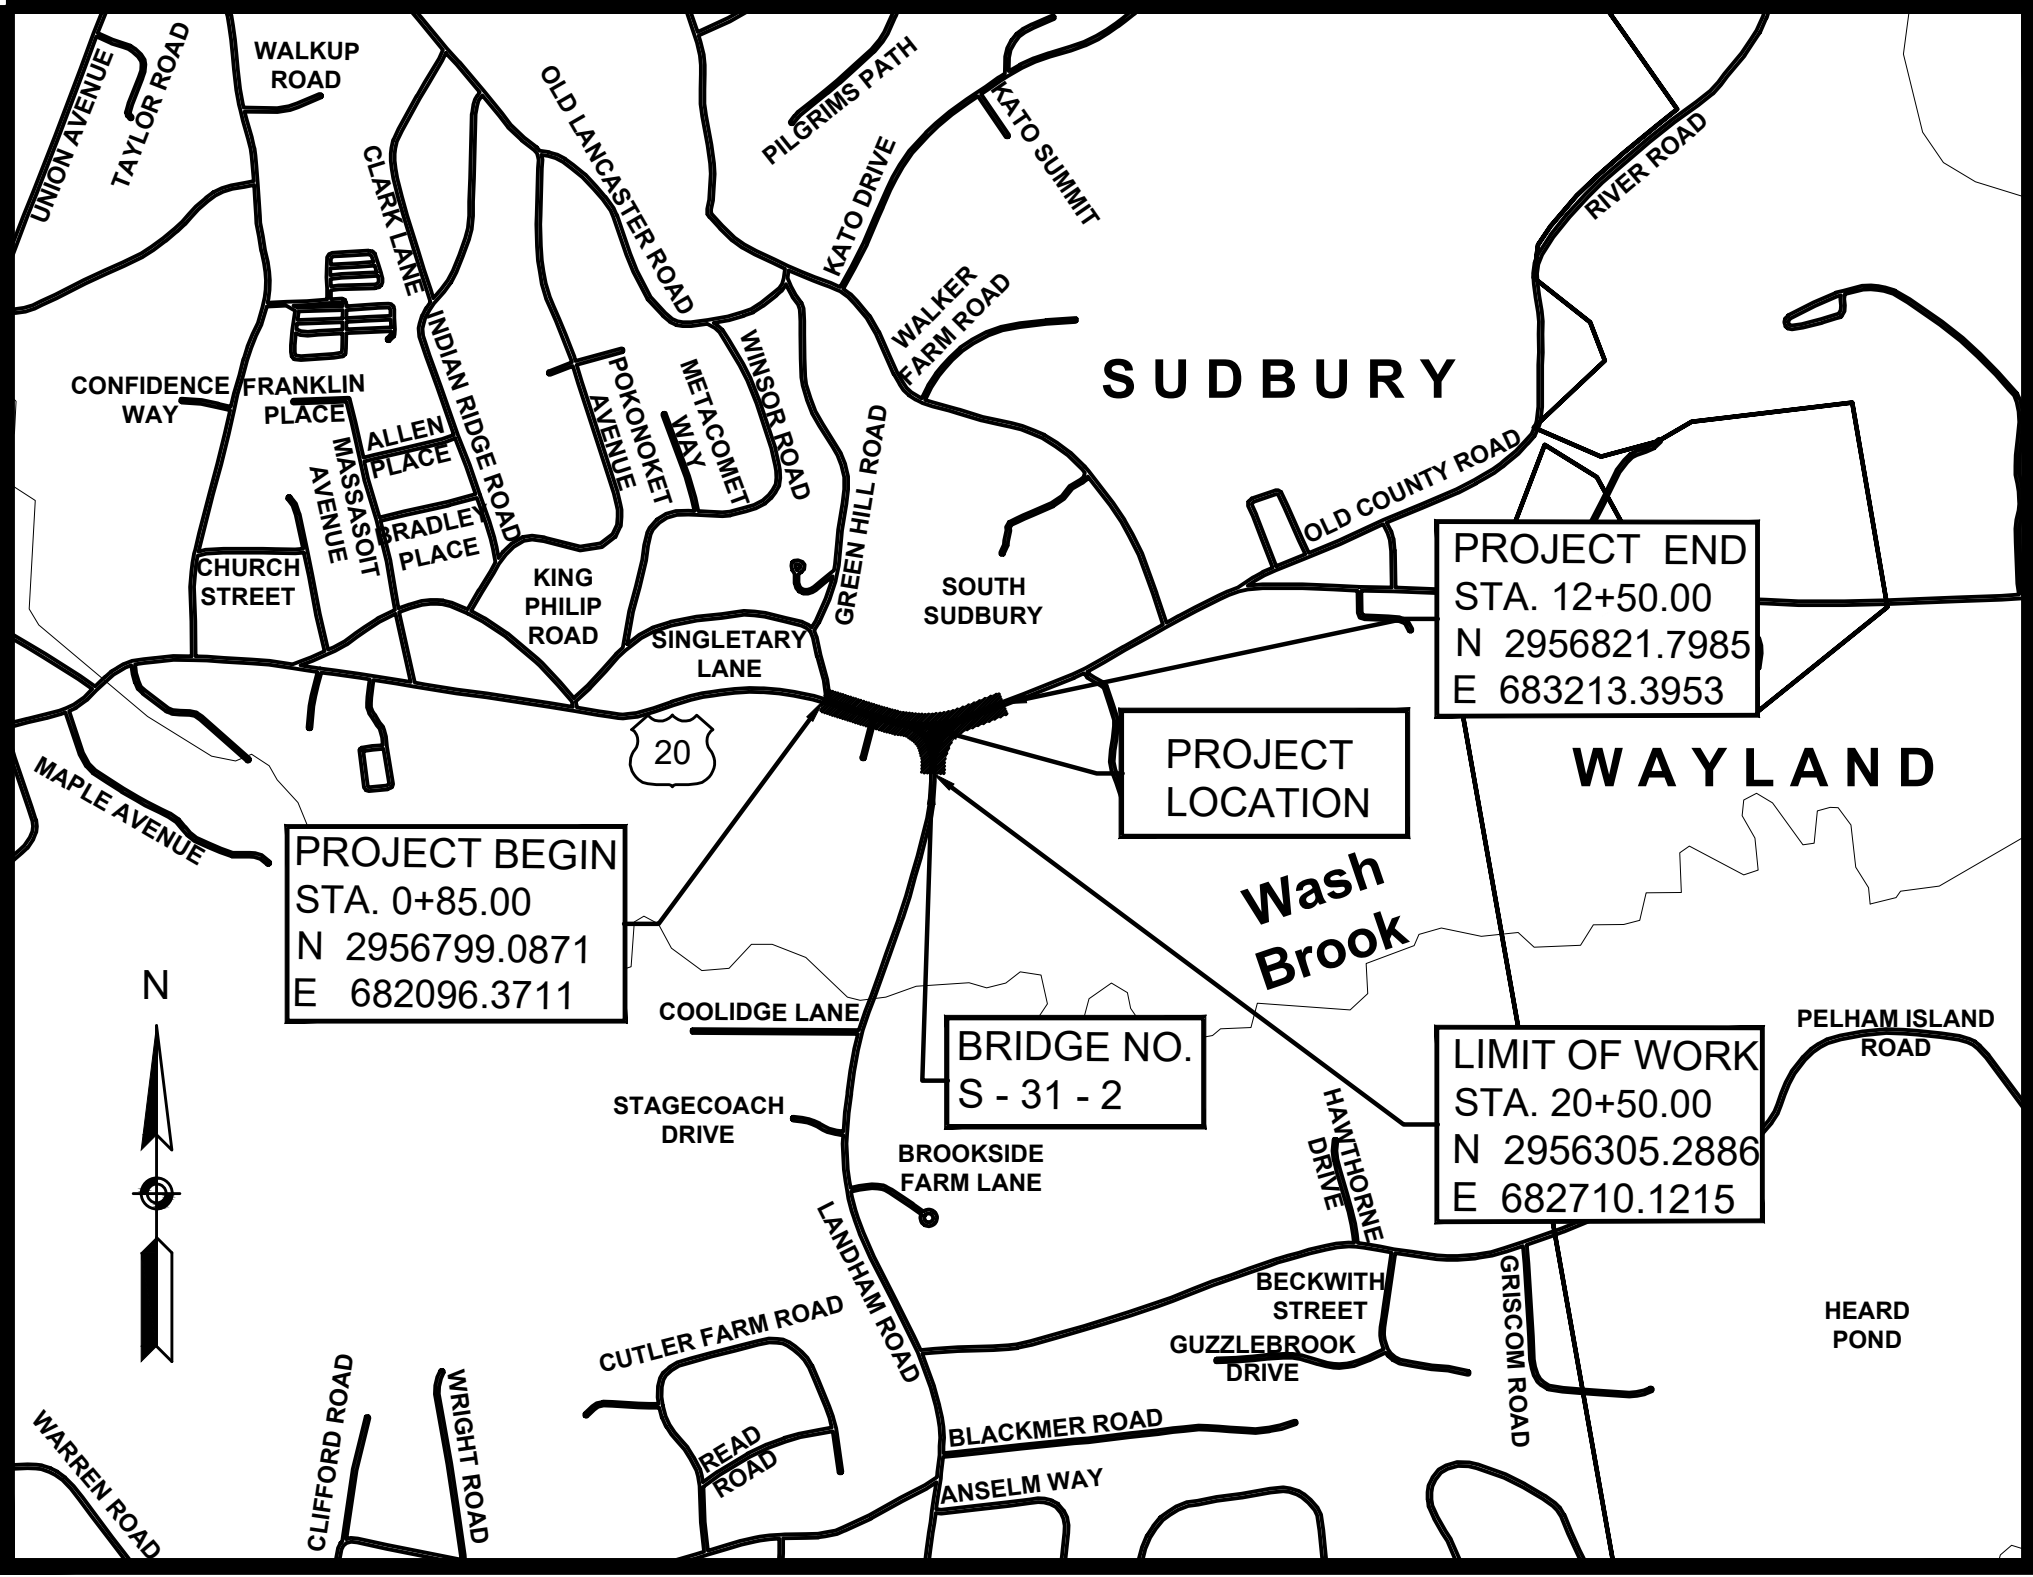 UNION AVENUE
TAYLOR ROAD
WALKUP
ROAD
CLARK LANE
OLD LANCASTER ROAD
PILGRIMS PATH
KATO DRIVE
KATO SUMMIT
RIVER ROAD
WALKER
FARM ROAD
SUDBURY
CONFIDENCE
WAY
FRANKLIN
PLACE
ALLEN
PLACE
MASSASOIT
AVENUE
BRADLEY
PLACE
INDIAN RIDGE ROAD
POKONOKET
AVENUE
METACOMET
WAY
WINSOR ROAD
GREEN HILL ROAD
OLD COUNTY ROAD
CHURCH
STREET
KING
PHILIP
ROAD
SINGLETARY
LANE
SOUTH
SUDBURY
PROJECT END
STA. 12+50.00
N 2956821.7985
E 683213.3953
20
PROJECT
LOCATION
WAYLAND
MAPLE AVENUE
PROJECT BEGIN
STA. 0+85.00
N 2956799.0871
E 682096.3711
Wash
Brook
N
COOLIDGE LANE
BRIDGE NO.
S - 31 - 2
LIMIT OF WORK
STA. 20+50.00
N 2956305.2886
E 682710.1215
PELHAM ISLAND
ROAD
STAGECOACH
DRIVE
BROOKSIDE
FARM LANE
HAWTHORNE
DRIVE
LANDHAM ROAD
BECKWITH
STREET
GUZZLEBROOK
DRIVE
GRISCOM ROAD
HEARD
POND
CUTLER FARM ROAD
READ
ROAD
BLACKMER ROAD
ANSELM WAY
WARREN ROAD
CLIFFORD ROAD
WRIGHT ROAD